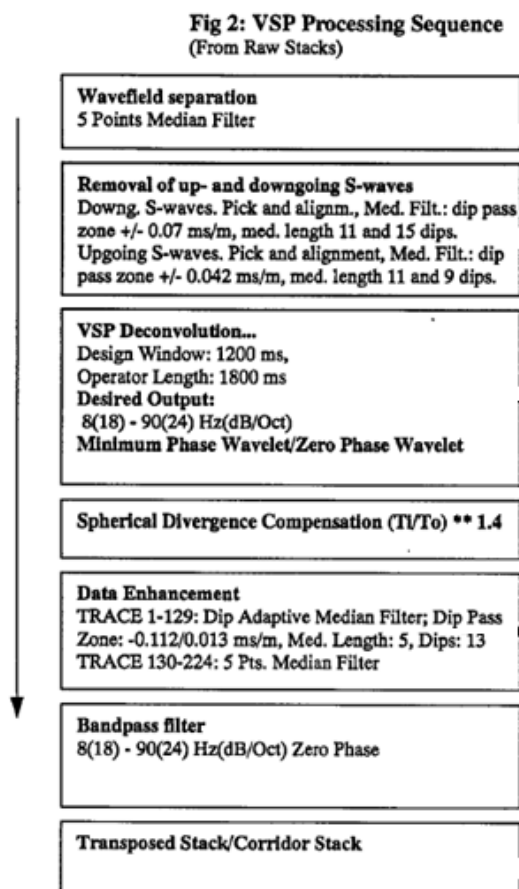 Fig 2: VSP Processing Sequence
(From Raw Stacks)
Wavefield separation
5 Points Median Filter
Removal of up- and downgoing S-waves
Downg. S-waves. Pick and alignm., Med. Filt.: dip pass
zone +/- 0.07 ms/m, med. length 11 and 15 dips.
Upgoing S-waves. Pick and alignment, Med. Filt.: dip
pass zone +/- 0.042 ms/m, med. length 11 and 9 dips.
VSP Deconvolution...
Design Window: 1200 ms,
Operator Length: 1800 ms
Desired Output:
8(18) - 90(24) Hz(dB/Oct)
Minimum Phase Wavelet/Zero Phase Wavelet
Spherical Divergence Compensation (Tl/To) ** 1.4
Data Enhancement
TRACE 1-129: Dip Adaptive Median Filter; Dip Pass
Zone: -0.112/0.013 ms/m, Med. Length: 5, Dips: 13
TRACE 130-224: 5 Pts. Median Filter
Bandpass filter
8(18) - 90(24) Hz(dB/Oct) Zero Phase
Transposed Stack/Corridor Stack